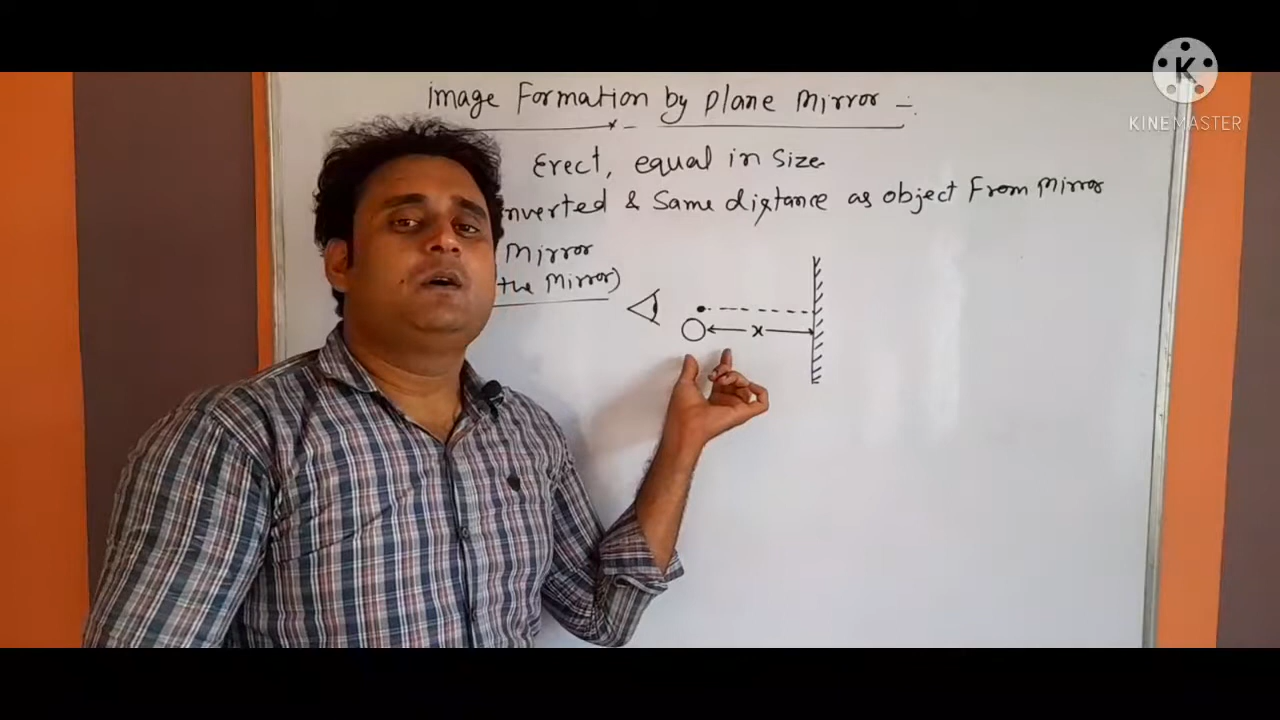 Image Formation by Plane Mirror -:
Erect, equal in Size
nverted & Same distance as object From Mirror
Mirror
the Mirror)
x
K
KINEMASTER